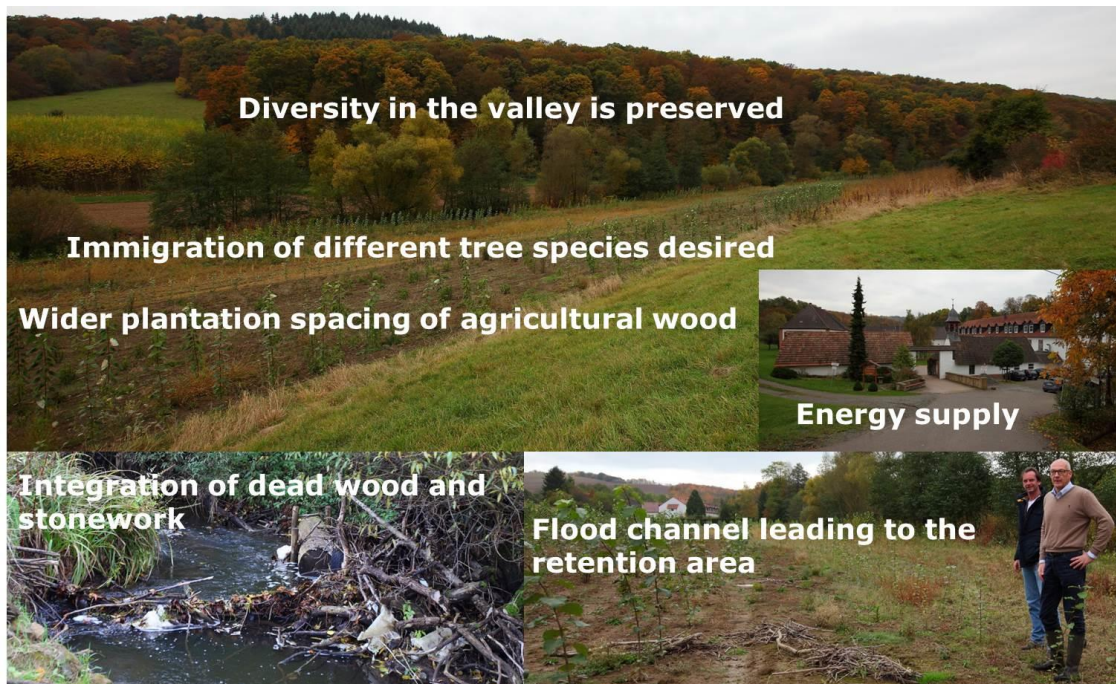 Diversity in the valley is preserved
Immigration of different tree species desired
Wider plantation spacing of agricultural wood
Energy supply
Integration of dead wood and
stonework
Flood channel leading to the
retention area